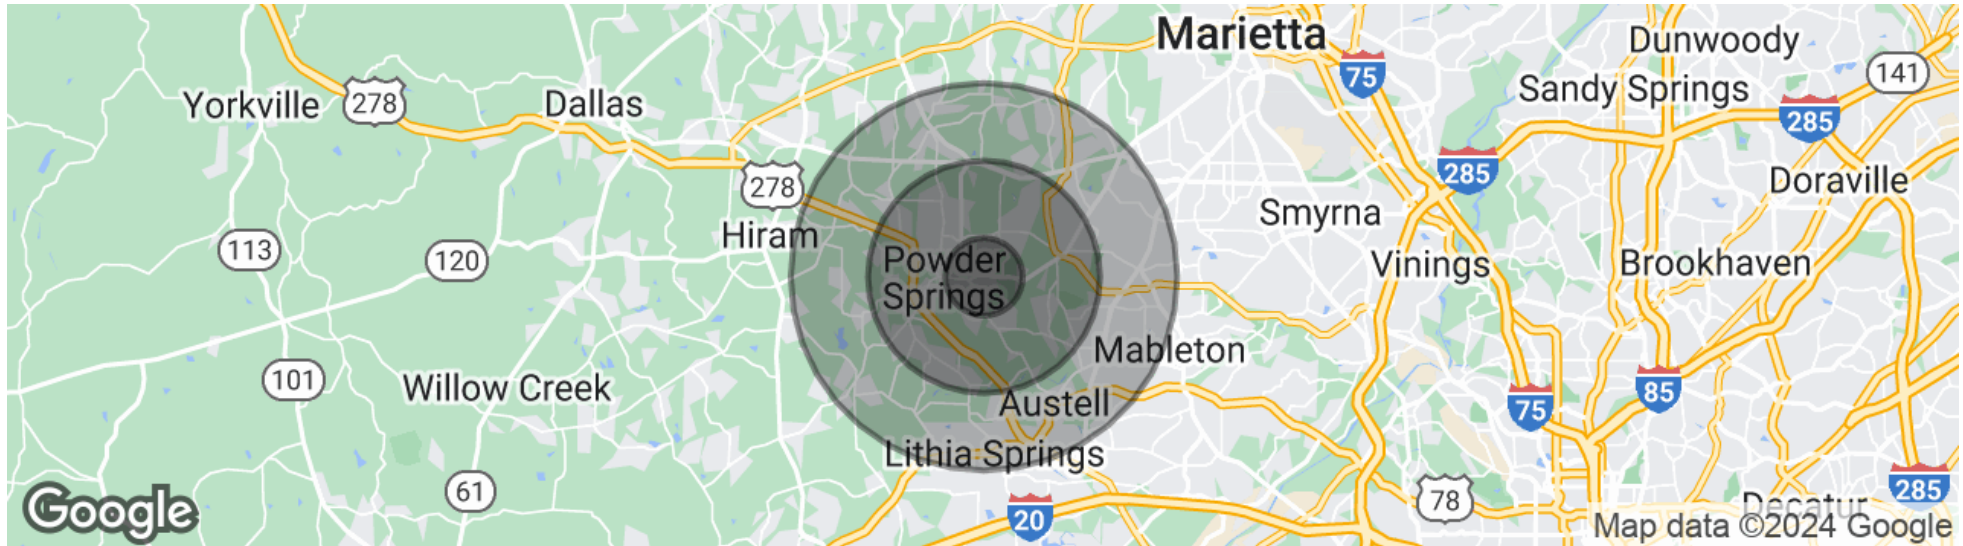 Marietta
Dunwoody
75
141
Sandy Springs
Yorkville
278
Dallas
285
285
278
Doraville
Smyrna
113
Hiram
120
Powder
Springs
Vinings
Brookhaven
Mableton
101
Willow Creek
85
75
Austell
Lithia Springs
61
78
285
Google
20
Decatur
Map data ©2024 Google